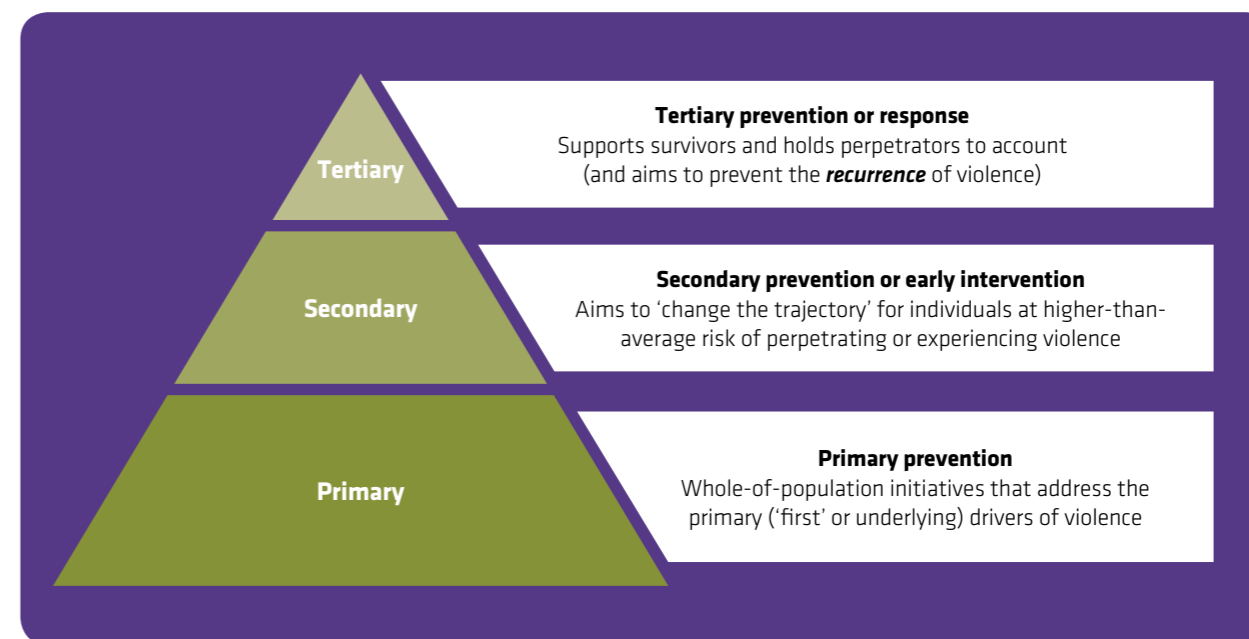 Tertiary
Tertiary prevention or response
Supports survivors and holds perpetrators to account
(and aims to prevent the recurrence of violence)
Secondary
Secondary prevention or early intervention
Aims to ‘change the trajectory’ for individuals at higher-than-
average risk of perpetrating or experiencing violence
Primary
Primary prevention
Whole-of-population initiatives that address the
primary (‘first’ or underlying) drivers of violence